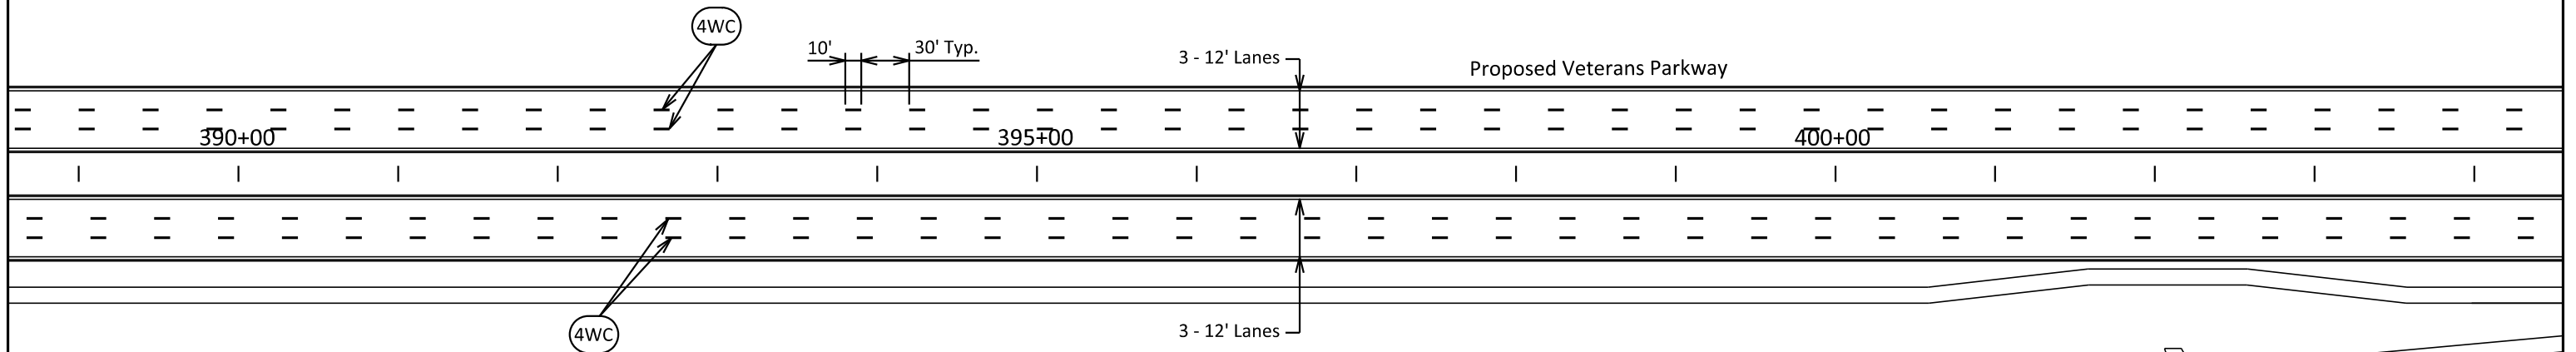 4WC
10'
30' Typ.
3 - 12' Lanes
Proposed Veterans Parkway
390+00
395+00
400+00
4WC
3 - 12' Lanes